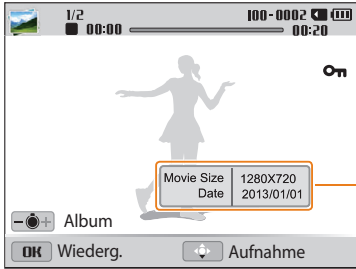 1/2
100-0002
00:00
00:20
Movie Size 1280X720
Date 2013/01/01
Album
OK Wiederg.
Aufnahme